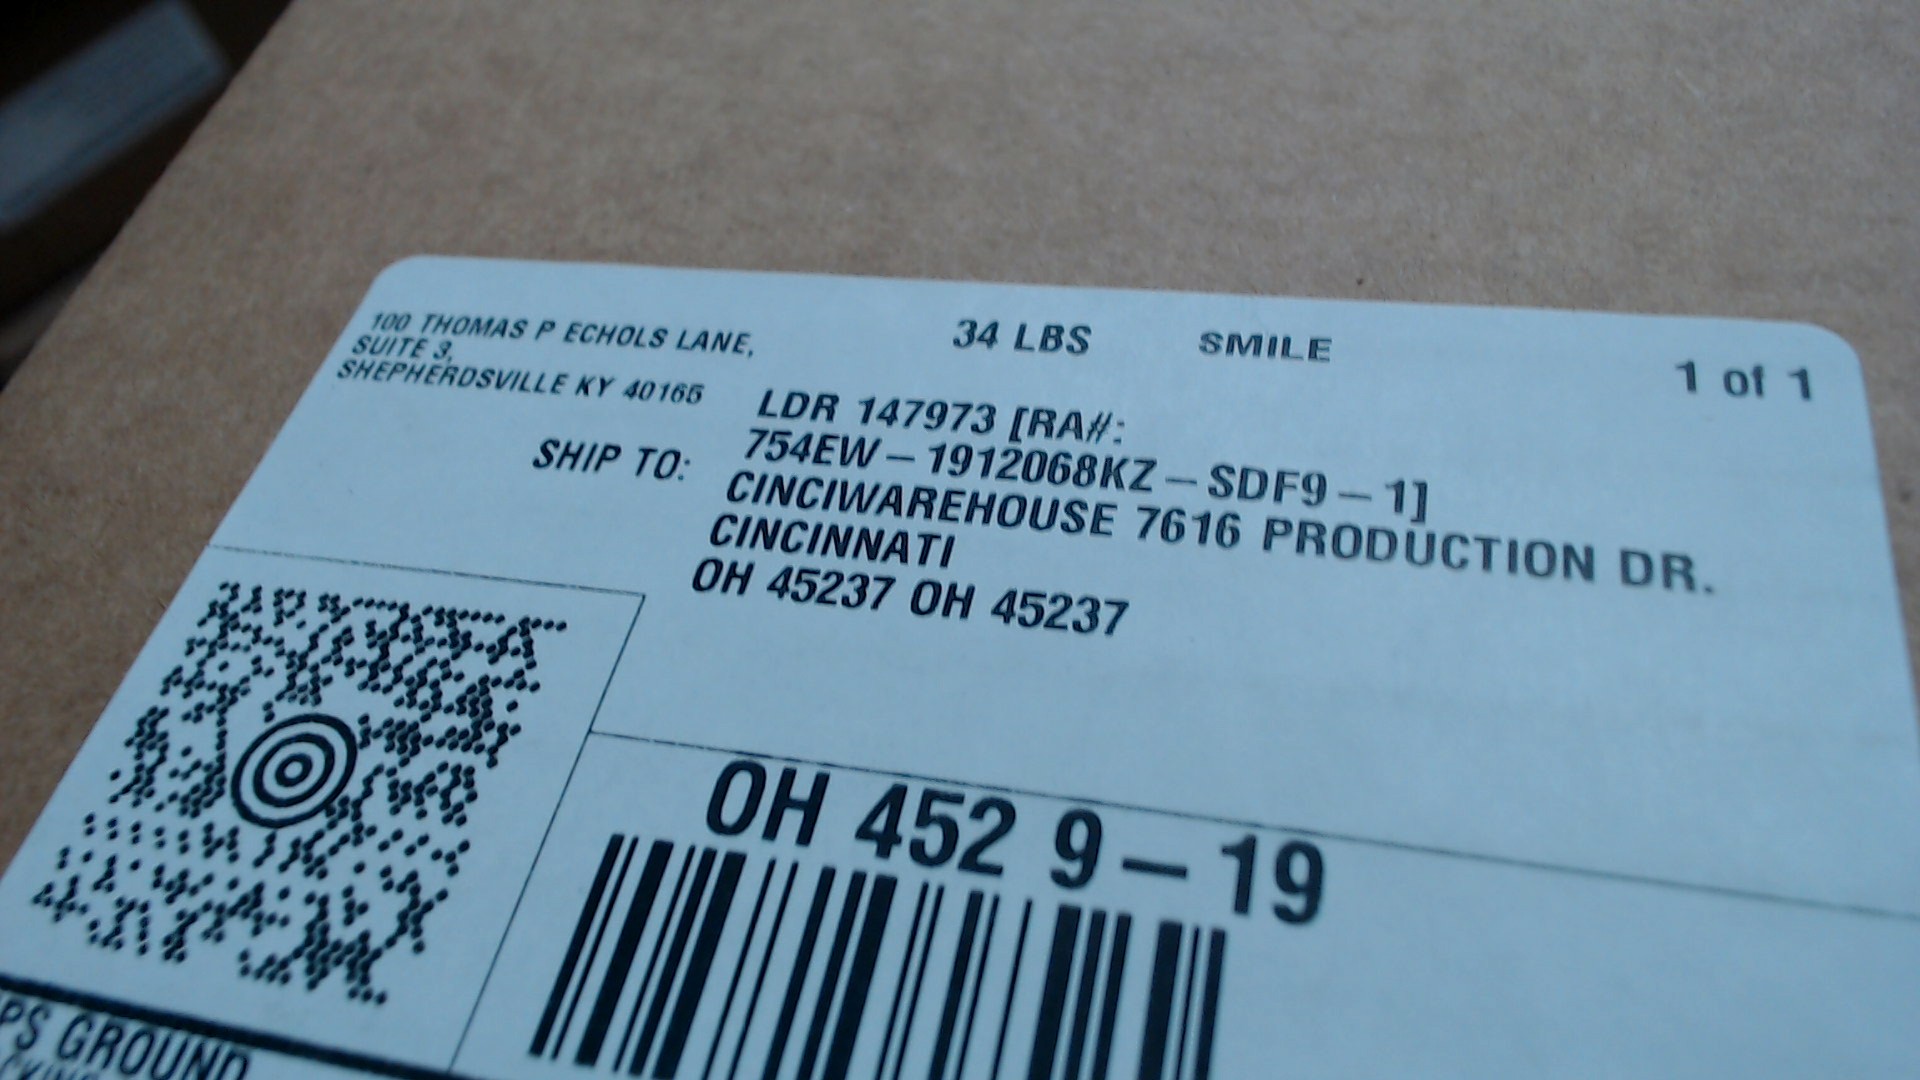 100 THOMAS P ECHOLS LANE,
SUITE 3,
SHEPHERDSVILLE KY 40165
34 LBS
SMILE
1 of 1
SHIP TO:
LDR 147973 [RA#:
754EW-1912068KZ-SDF9-1]
CINCIWAREHOUSE 7616 PRODUCTION DR.
CINCINNATI
OH 45237 OH 45237
OH 452 9-19
PS GROUND